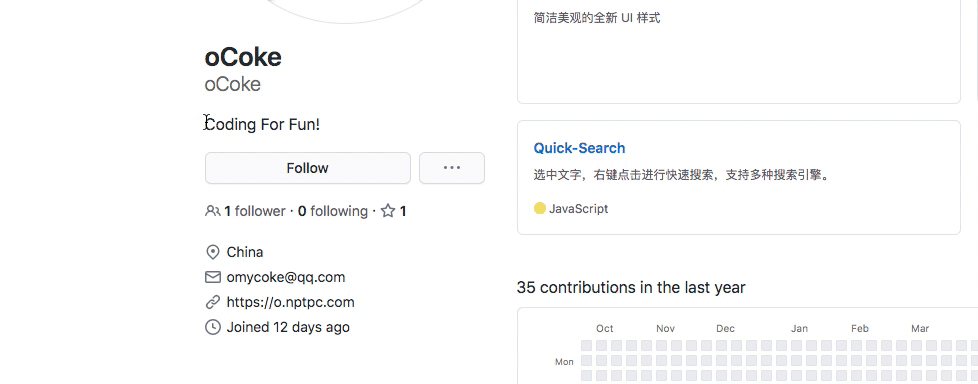 oCoke
oCoke
Coding For Fun!
Follow
1 follower · 0 following · 1
China
omycoke@qq.com
https://o.nptpc.com
Joined 12 days ago
简洁美观的全新 UI 样式
Quick-Search
选中文字，右键点击进行快速搜索，支持多种搜索引擎。
JavaScript
35 contributions in the last year
Oct Nov Dec Jan Feb Mar
Mon